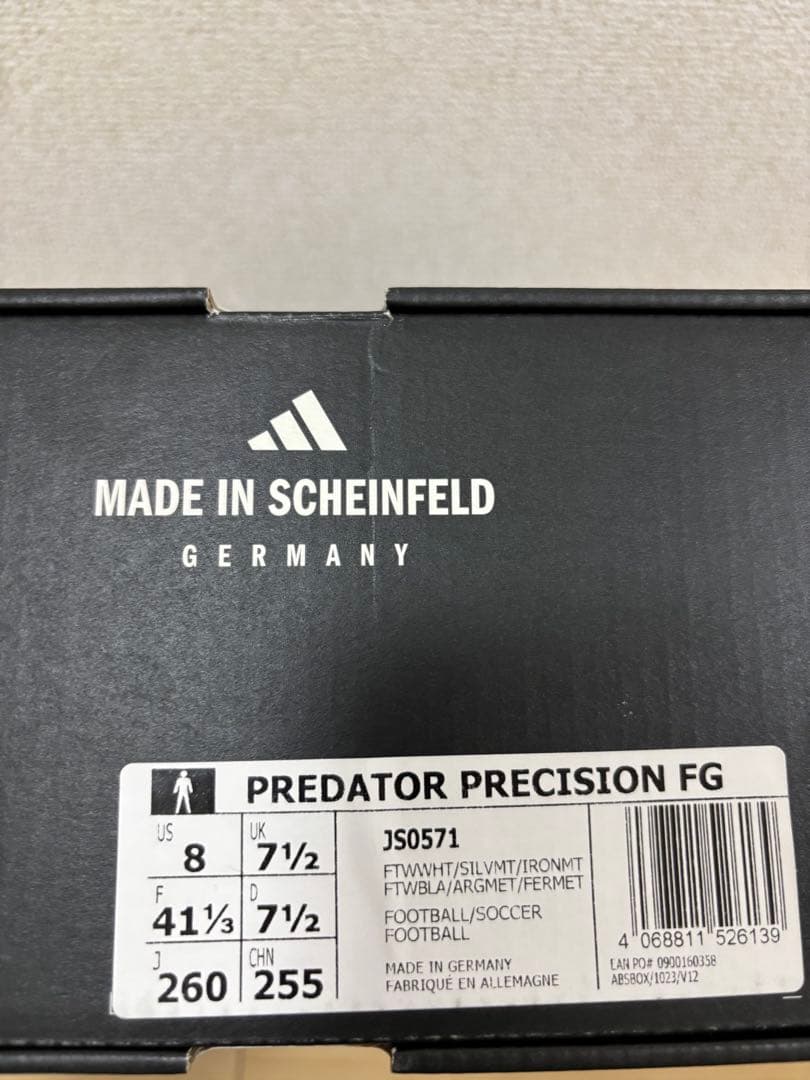 MADE IN SCHEINFELD
GERMANY
PREDATOR PRECISION FG
US 8
UK 7½
F 41⅓
D 7½
J 260
CHN 255
JS0571
FTWWHT/SILVMT/IRONMT
FTWBLA/ARGMET/FERMET
FOOTBALL/SOCCER
FOOTBALL
MADE IN GERMANY
FABRIQUÉ EN ALLEMAGNE
4 068811 526139
EAN PO# 0900160358
ABSBOX/1023/V12